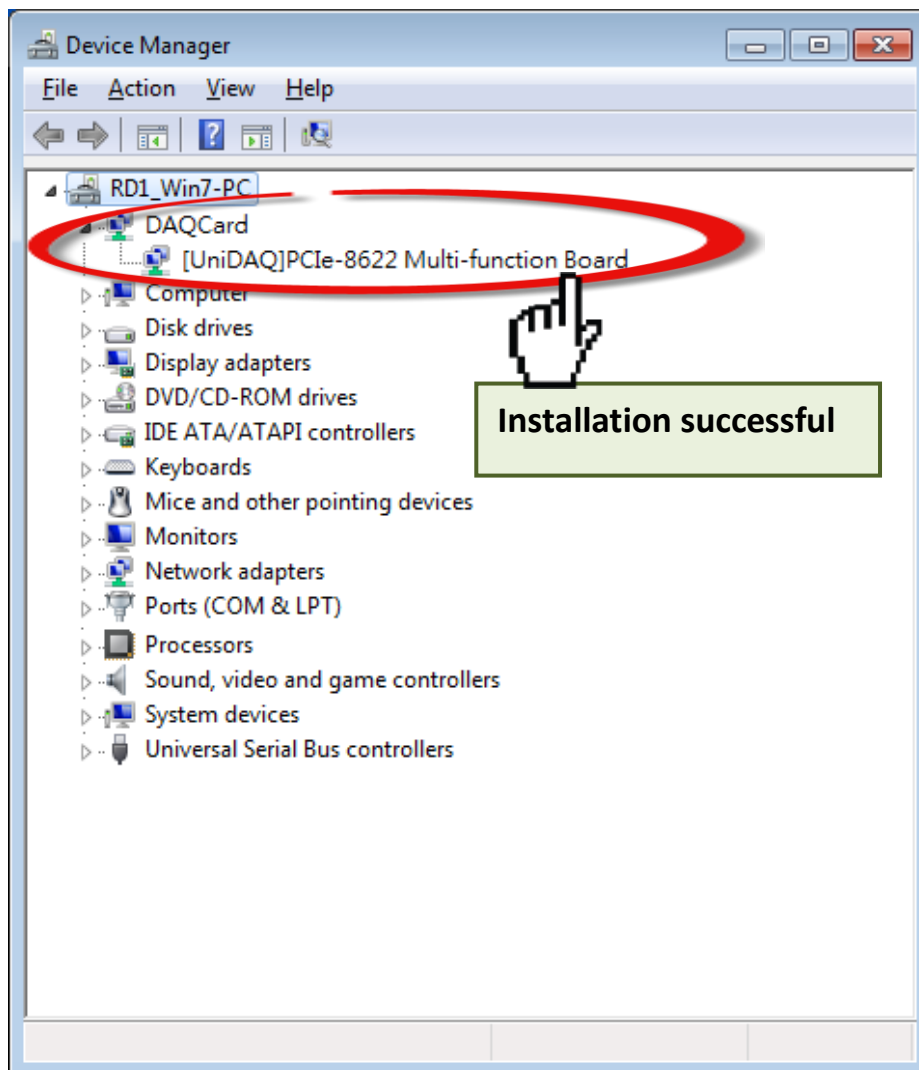 Device Manager
File Action View Help
RD1_Win7-PC
DAQCard
[UniDAQ]PCIe-8622 Multi-function Board
Computer
Disk drives
Display adapters
DVD/CD-ROM drives
IDE ATA/ATAPI controllers
Installation successful
Keyboards
Mice and other pointing devices
Monitors
Network adapters
Ports (COM & LPT)
Processors
Sound, video and game controllers
System devices
Universal Serial Bus controllers